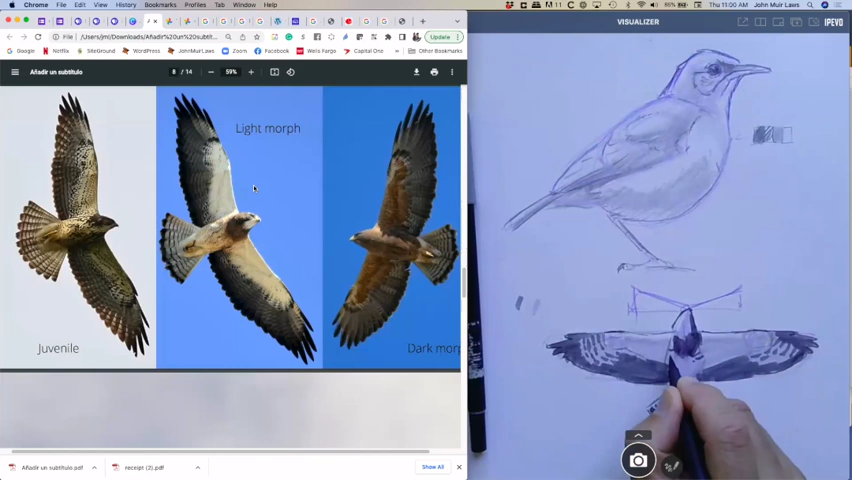 Chrome File Edit View History Bookmarks Profiles Tab Window Help
86% Thu 11:00 AM John Muir Laws
File /Users/jml/Downloads/Añadir%20un%20subtit...
Update
Google Netflix SiteGround WordPress JohnMuirLaws Zoom Facebook Wells Fargo Capital One Other Bookmarks
Añadir un subtítulo 8 / 14 59%
Light morph
Juvenile
Dark morp
Añadir un subtitulo.pdf receipt (2).pdf Show All
VISUALIZER
IPEVO